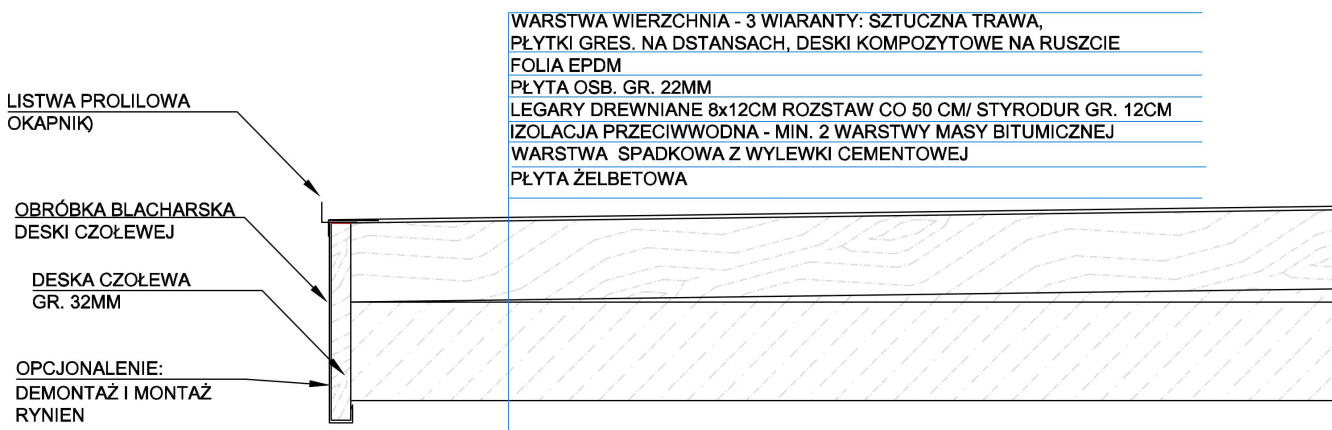 WARSTWA WIERZCHNIA - 3 WIARANTY: SZTUCZNA TRAWA,
PŁYTKI GRES. NA DSTANSACH, DESKI KOMPOZYTOWE NA RUSZCIE
FOLIA EPDM
PŁYTA OSB. GR. 22MM
LEGARY DREWNIANE 8x12CM ROZSTAW CO 50 CM/ STYRODUR GR. 12CM
IZOLACJA PRZECIWWODNA - MIN. 2 WARSTWY MASY BITUMICZNEJ
WARSTWA SPADKOWA Z WYLEWKI CEMENTOWEJ
PŁYTA ŻELBETOWA
LISTWA PROLILOWA
OKAPNIK)
OBRÓBKA BLACHARSKA
DESKI CZOŁEWEJ
DESKA CZOŁEWA
GR. 32MM
OPCJONALENIE:
DEMONTAŻ I MONTAŻ
RYNIEN